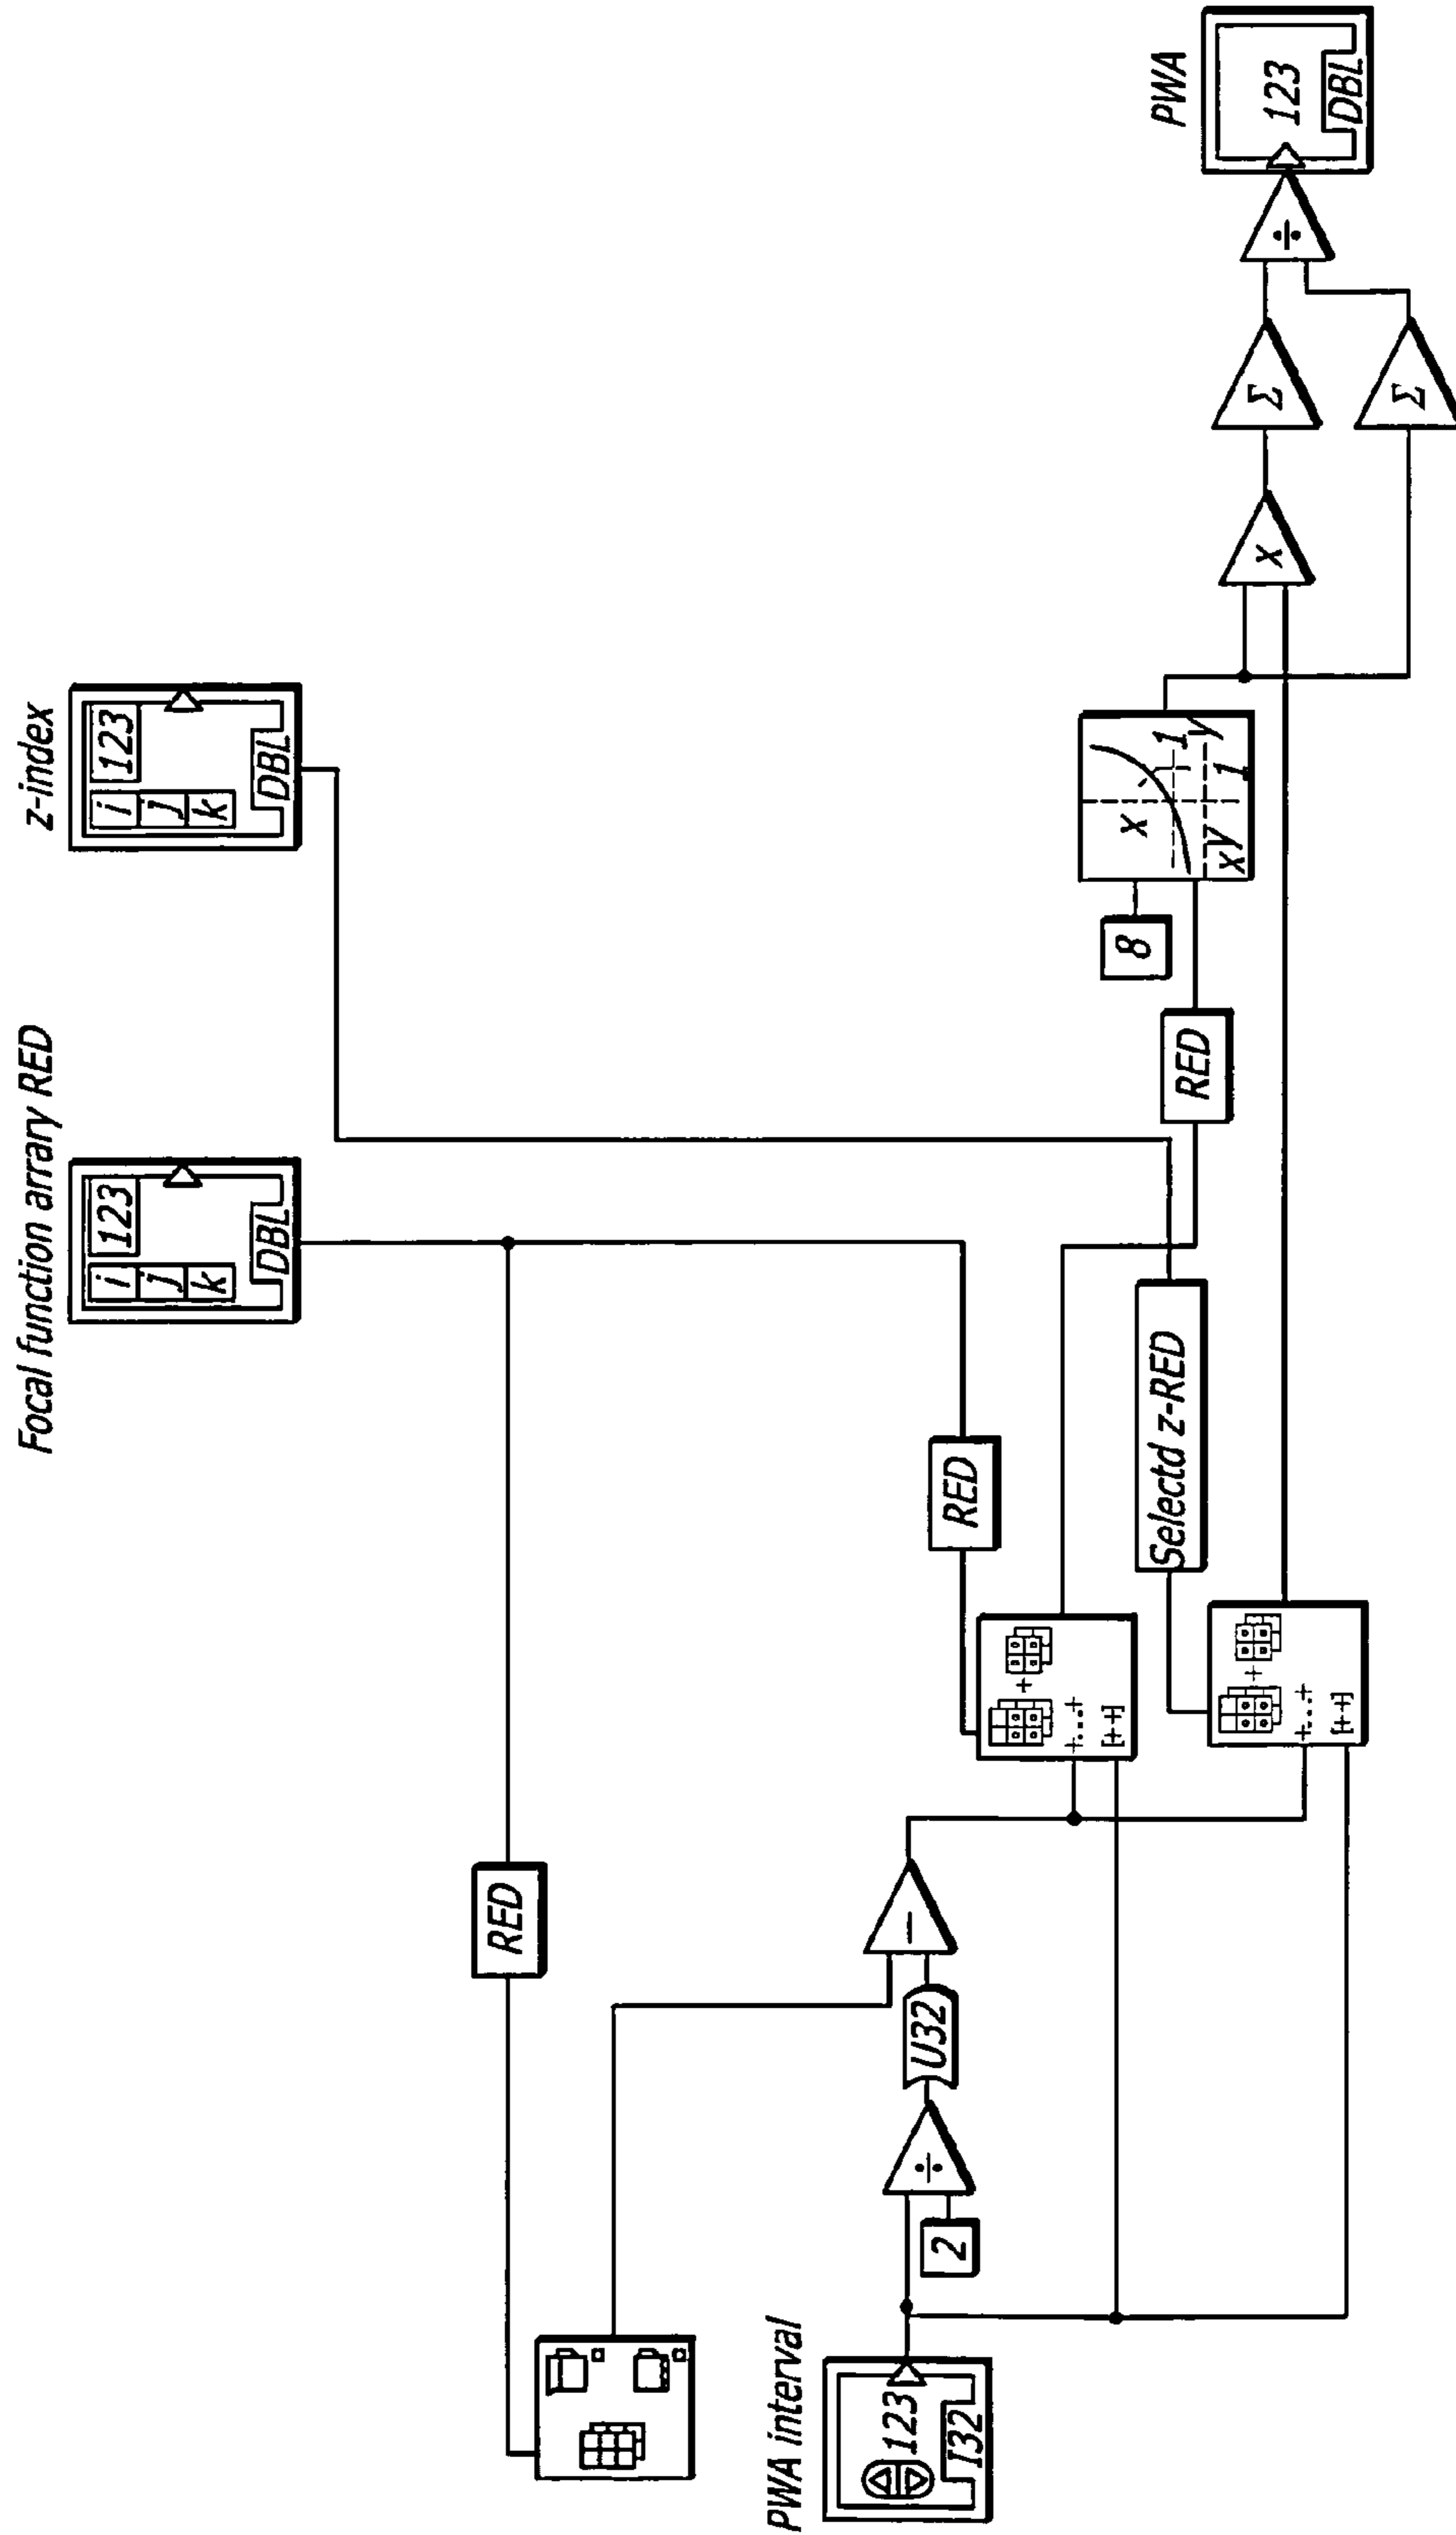 Focal function arrary RED
i
j
k
123
DBL
z-index
i
j
k
123
DBL
RED
RED
PWA interval
123
I32
2
÷
U32
−
+
+...+
[++]
Selectd z-RED
+
+...+
[++]
RED
8
x
1
y
xy
1
x
Σ
Σ
÷
PWA
123
DBL